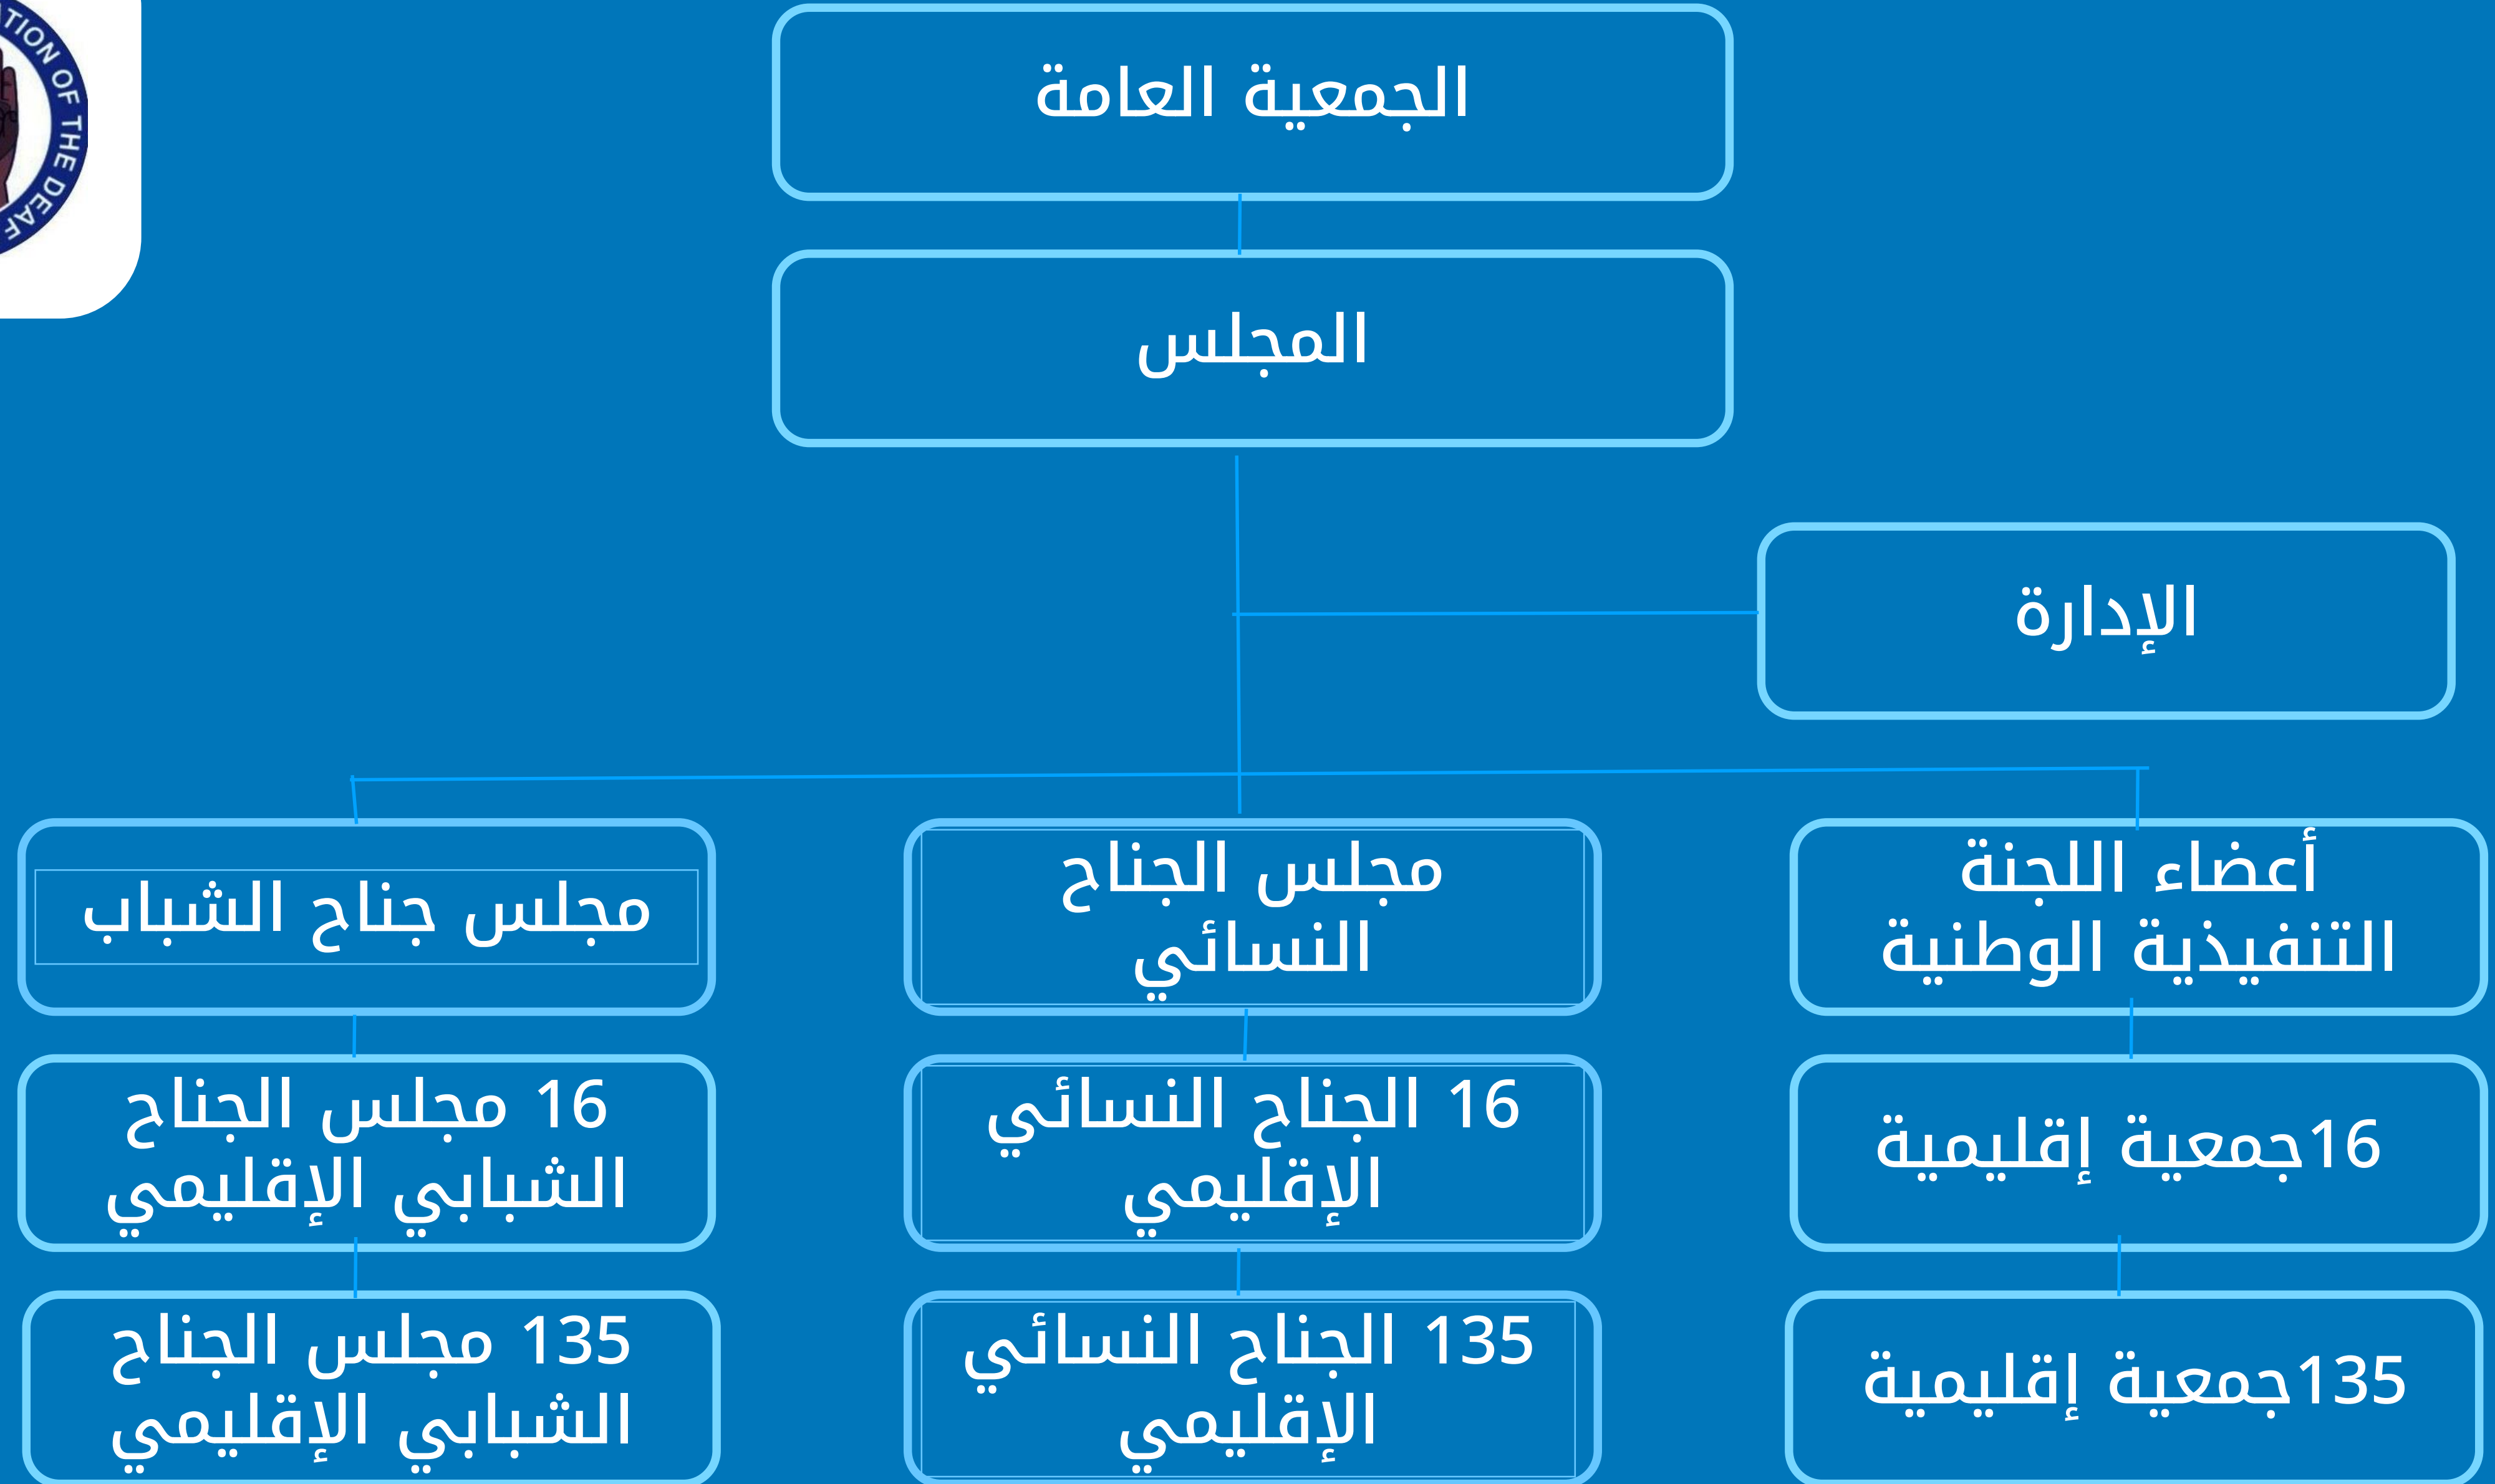 TION OF THE DEAF
الجمعية العامة
المجلس
الإدارة
أعضاء اللجنة
التنفيذية الوطنية
مجلس الجناح
النسائي
مجلس جناح الشباب
16جمعية إقليمية
16 الجناح النسائي
الإقليمي
16 مجلس الجناح
الشبابي الإقليمي
135جمعية إقليمية
135 الجناح النسائي
الإقليمي
135 مجلس الجناح
الشبابي الإقليمي